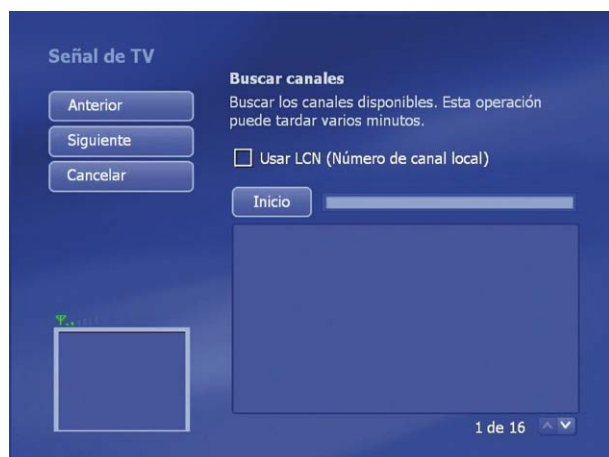 Señal de TV
Anterior
Siguiente
Cancelar
Buscar canales
Buscar los canales disponibles. Esta operación
puede tardar varios minutos.
Usar LCN (Número de canal local)
Inicio
1 de 16